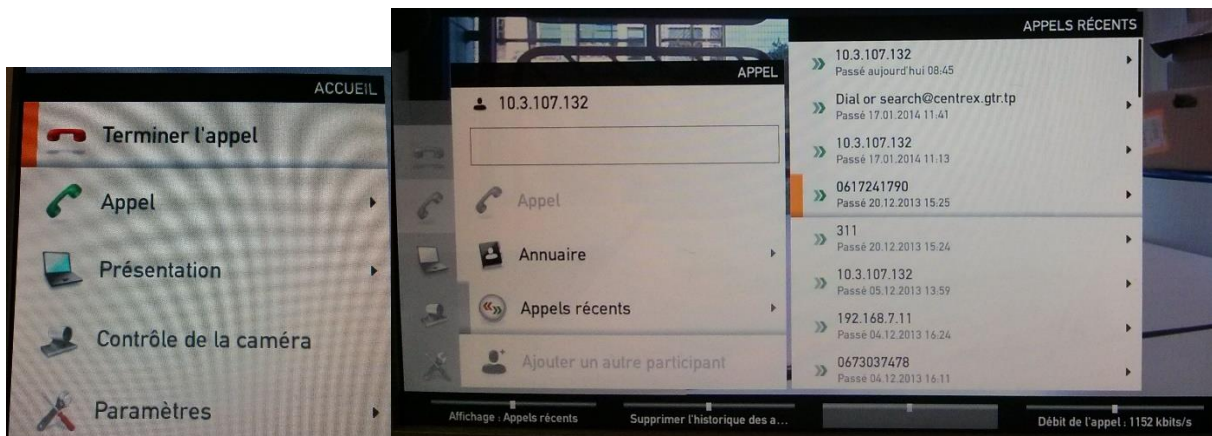 ACCUEIL
Terminer l'appel
Appel
Présentation
Contrôle de la caméra
Paramètres
APPEL
10.3.107.132
Appel
Annuaire
Appels récents
Ajouter un autre participant
APPELS RÉCENTS
10.3.107.132
Passé aujourd'hui 08:45
Dial or search@centrex.gtr.tp
Passé 17.01.2014 11:41
10.3.107.132
Passé 17.01.2014 11:13
0617241790
Passé 20.12.2013 15:25
311
Passé 20.12.2013 15:24
10.3.107.132
Passé 05.12.2013 13:59
192.168.7.11
Passé 04.12.2013 16:24
0673037478
Passé 04.12.2013 16:11
Affichage : Appels récents
Supprimer l'historique des a...
Débit de l'appel : 1152 kbits/s